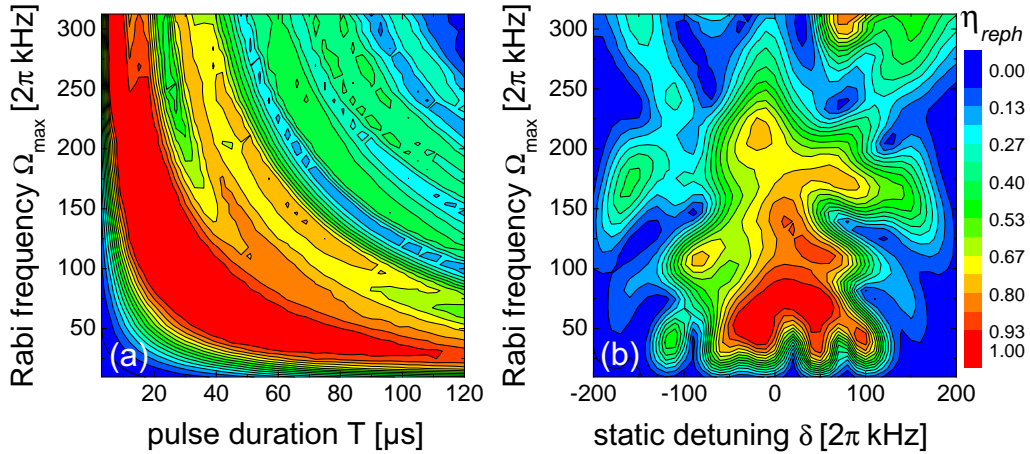 Rabi frequency Ω_max [2π kHz]
300
250
200
150
100
50
(a)
20 40 60 80 100 120
pulse duration T [µs]
Rabi frequency Ω_max [2π kHz]
300
250
200
150
100
50
(b)
-200 -100 0 100 200
static detuning δ [2π kHz]
η_reph
0.00
0.13
0.27
0.40
0.53
0.67
0.80
0.93
1.00